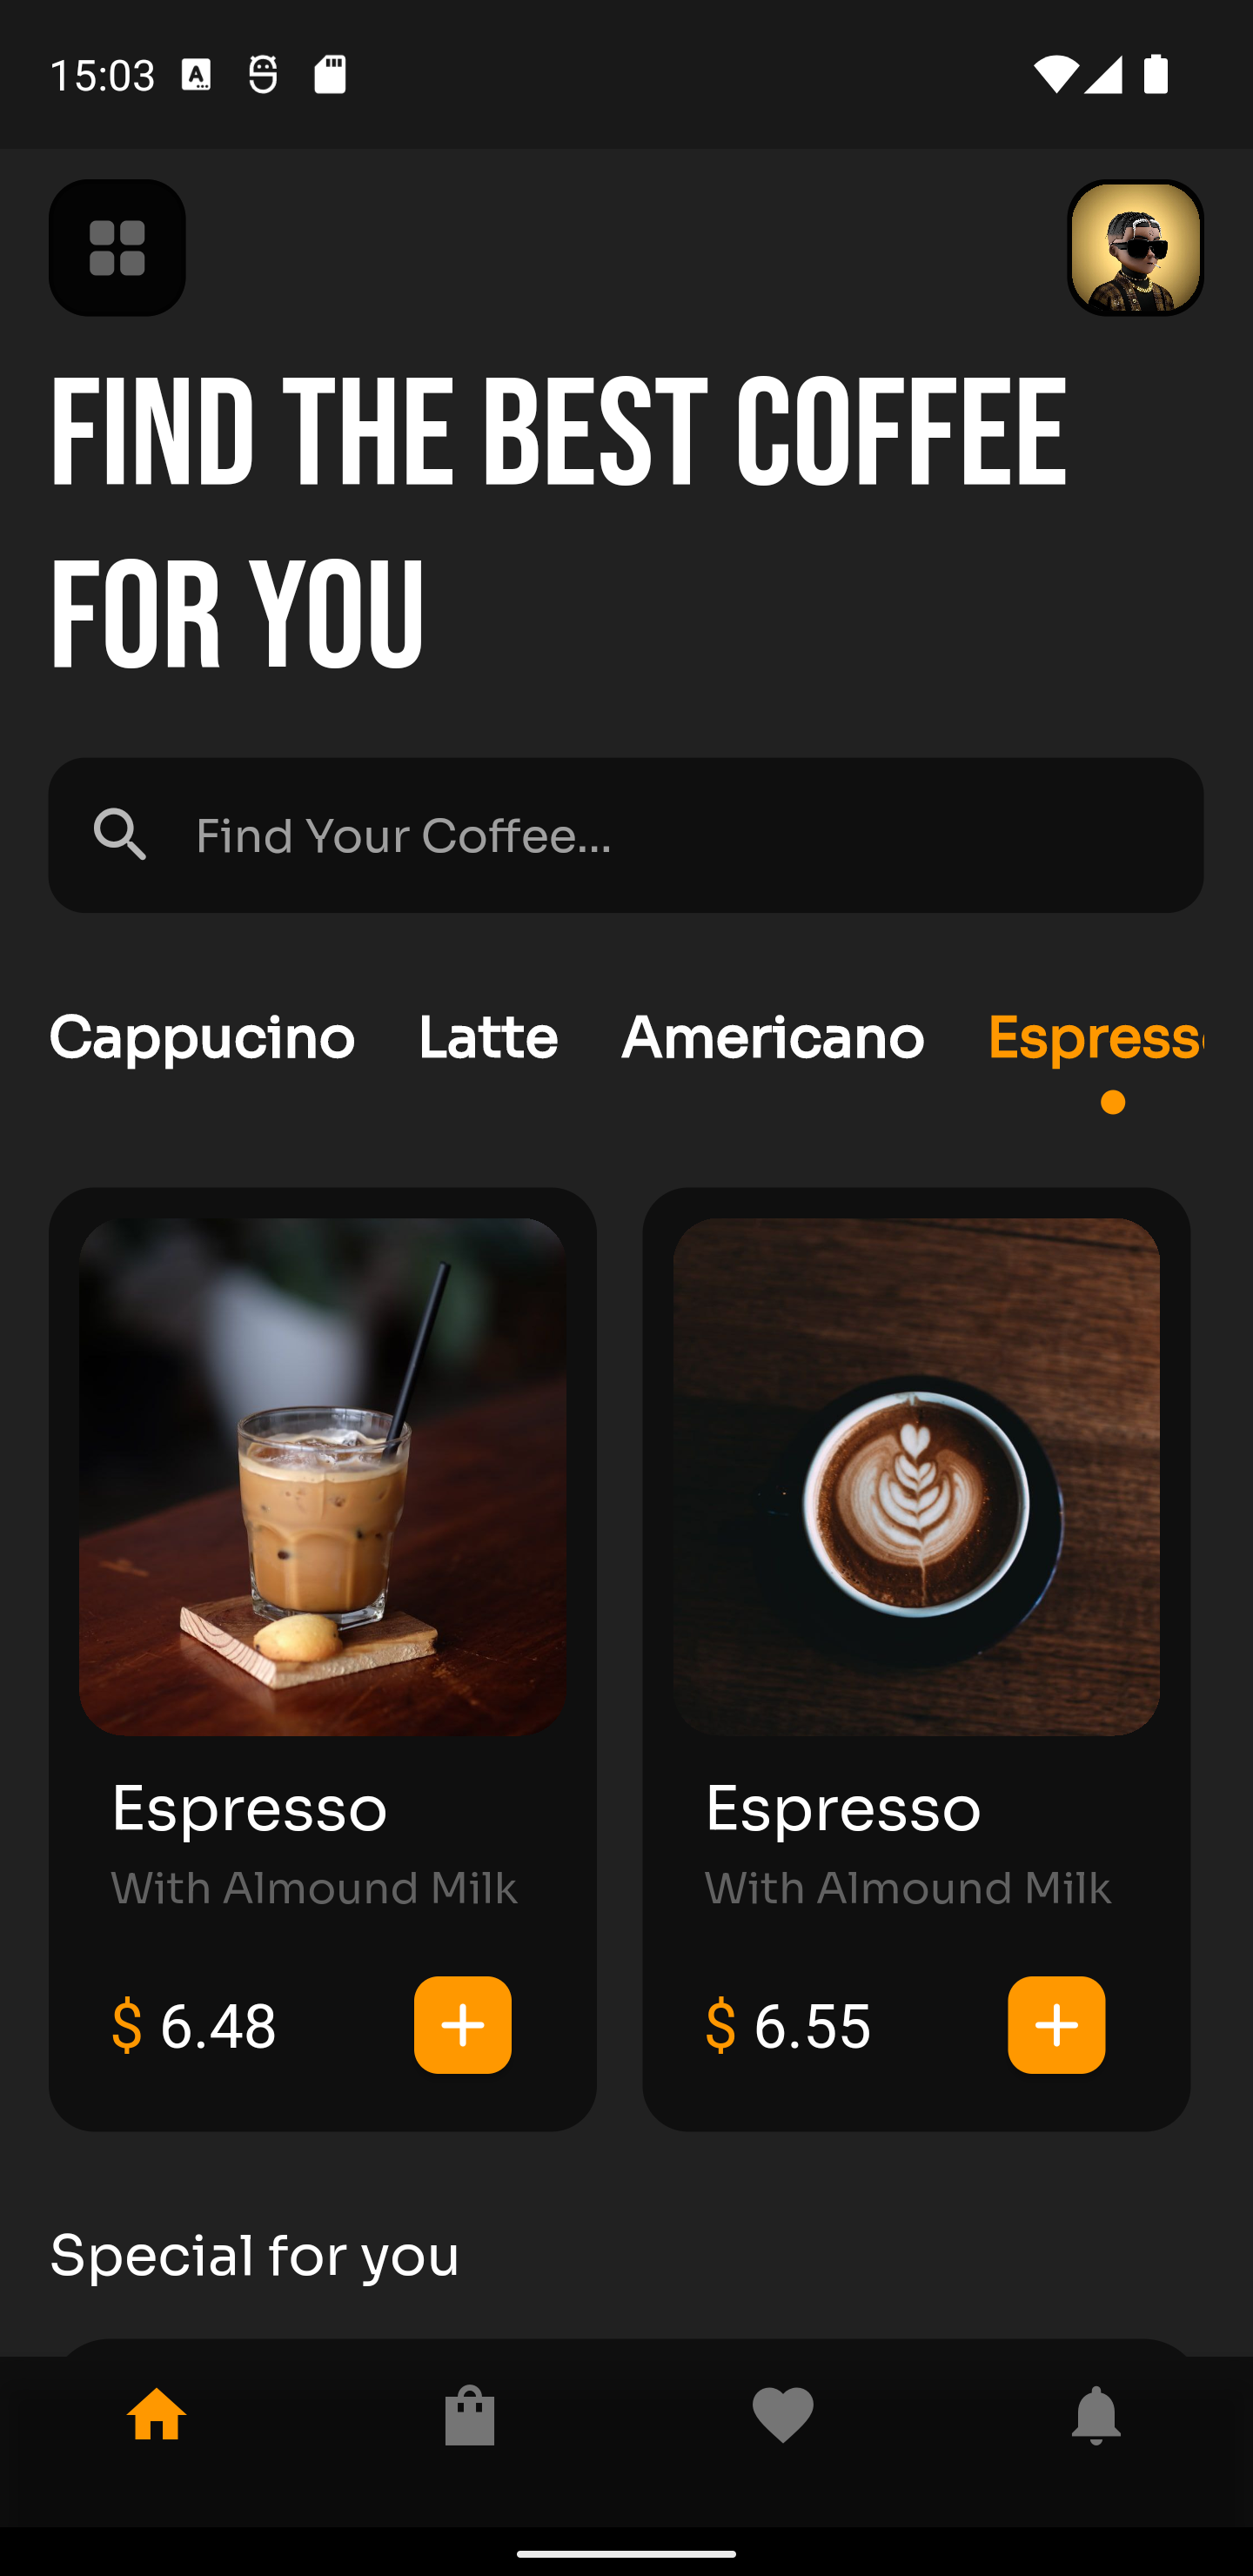 15:03
FIND THE BEST COFFEE
FOR YOU
Find Your Coffee...
Cappucino Latte Americano Espresso
Espresso Espresso
With Almound Milk With Almound Milk
$ 6.48 $ 6.55
Special for you